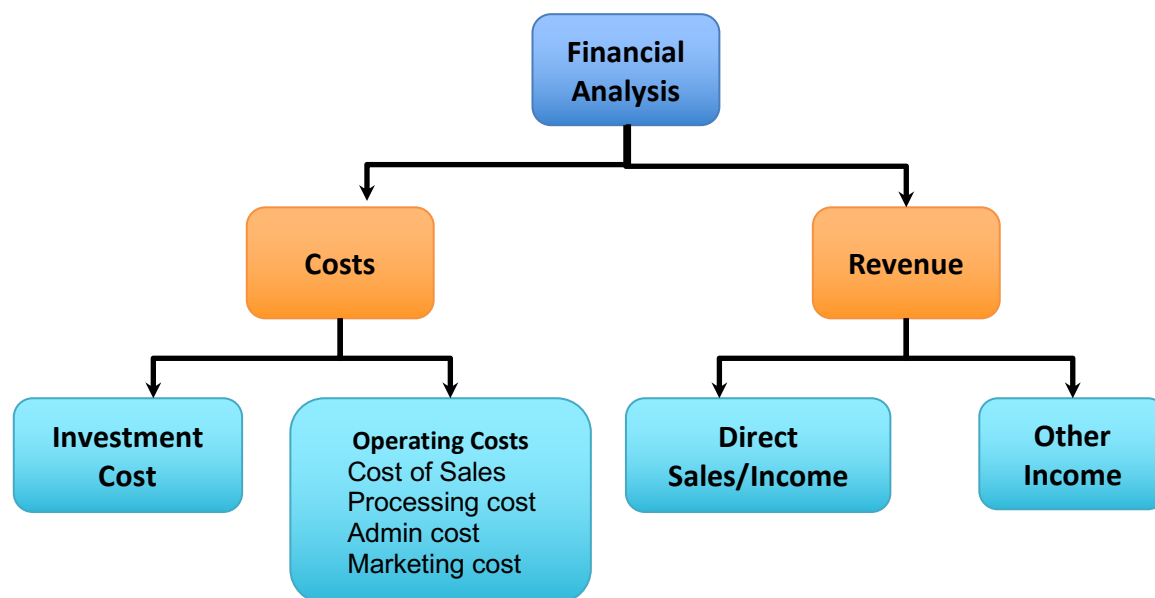 Financial
Analysis
Costs
Revenue
Investment
Cost
Operating Costs
Cost of Sales
Processing cost
Admin cost
Marketing cost
Direct
Sales/Income
Other
Income